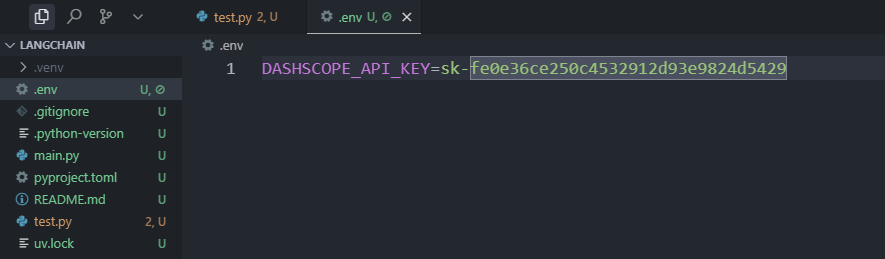 test.py 2, U
.env U,
LANGCHAIN
.env
.venv
1 DASHSCOPE_API_KEY=sk-fe0e36ce250c4532912d93e9824d5429
.env U,
.gitignore U
.python-version U
main.py U
pyproject.toml U
README.md U
test.py 2, U
uv.lock U